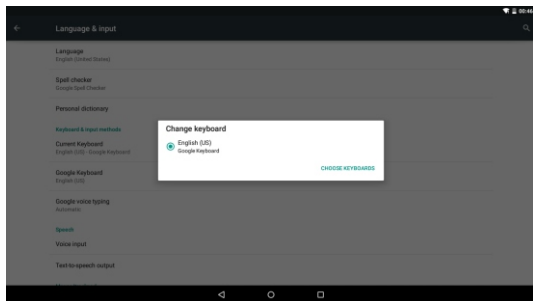 00:46
Language & input
Language
English (United States)
Spell checker
Google Spell Checker
Personal dictionary
Keyboard & input methods
Current Keyboard
English (US) - Google Keyboard
Change keyboard
English (US)
Google Keyboard
CHOOSE KEYBOARDS
Google Keyboard
English (US)
Google voice typing
Automatic
Speech
Voice input
Text-to-speech output